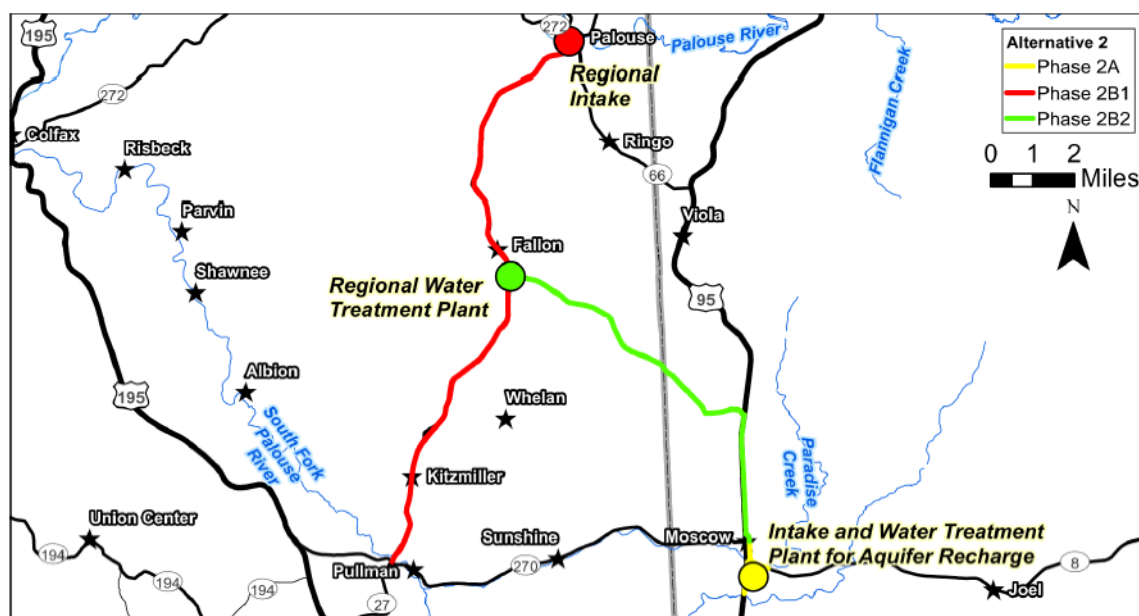 195
272
Palouse
Palouse River
Regional
Intake
Alternative 2
Phase 2A
Phase 2B1
Phase 2B2
0 1 2
Miles
N
272
Colfax
Risbeck
Ringo
66
Flannigan Creek
Parvin
Viola
Shawnee
Fallon
Regional Water
Treatment Plant
95
Albion
195
Whelan
South Fork
Palouse
River
Kitzmiller
Paradise
Creek
Union Center
194
Sunshine
Moscow
Intake and Water Treatment
Plant for Aquifer Recharge
Pullman
270
8
Joel
194
194
27